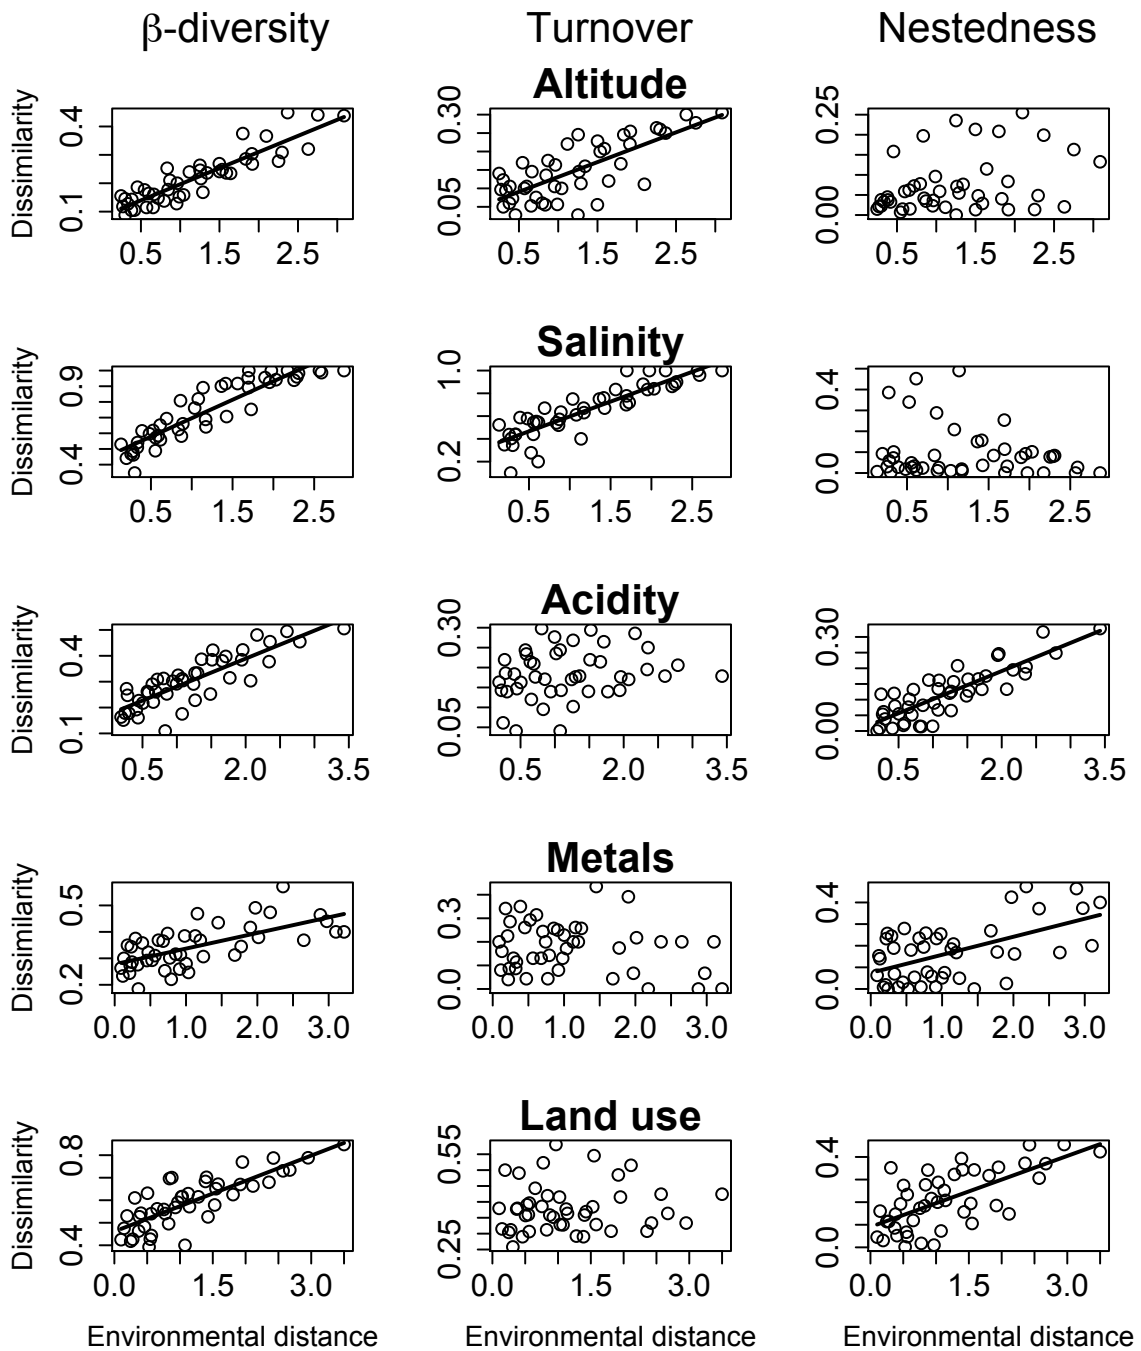 β-diversity Turnover Nestedness
Altitude
Dissimilarity
0.1 0.4
0.5 1.5 2.5
0.05 0.30
0.5 1.5 2.5
0.00 0.25
0.5 1.5 2.5
Salinity
Dissimilarity
0.4 0.9
0.5 1.5 2.5
0.2 1.0
0.5 1.5 2.5
0.0 0.4
0.5 1.5 2.5
Acidity
Dissimilarity
0.1 0.4
0.5 2.0 3.5
0.05 0.30
0.5 2.0 3.5
0.00 0.30
0.5 2.0 3.5
Metals
Dissimilarity
0.2 0.5
0.0 1.0 2.0 3.0
0.0 0.3
0.0 1.0 2.0 3.0
0.0 0.4
0.0 1.0 2.0 3.0
Land use
Dissimilarity
0.4 0.8
0.0 1.5 3.0
0.25 0.55
0.0 1.5 3.0
0.0 0.4
0.0 1.5 3.0
Environmental distance Environmental distance Environmental distance